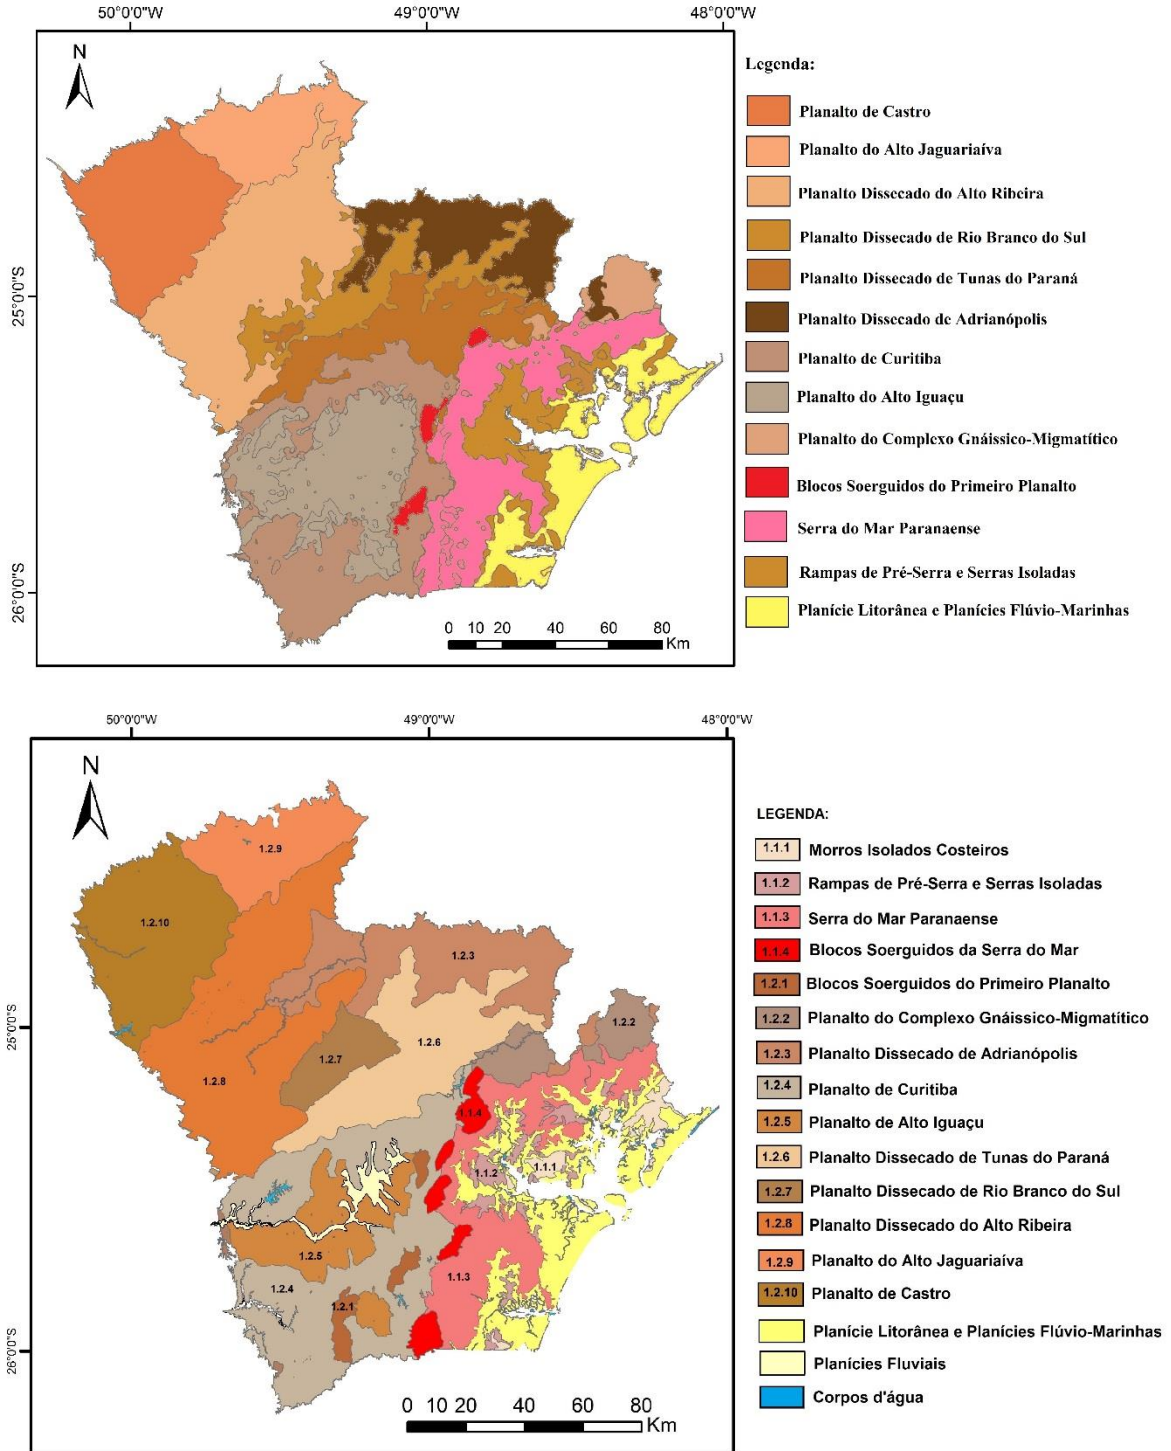 50°0'0"W 49°0'0"W 48°0'0"W
N
25°0'0"S
26°0'0"S
0 10 20 40 60 80
Km
Legenda:
Planalto de Castro
Planalto do Alto Jaguariaíva
Planalto Dissecado do Alto Ribeira
Planalto Dissecado de Rio Branco do Sul
Planalto Dissecado de Tunas do Paraná
Planalto Dissecado de Adrianópolis
Planalto de Curitiba
Planalto do Alto Iguaçu
Planalto do Complexo Gnáissico-Migmatítico
Blocos Soerguidos do Primeiro Planalto
Serra do Mar Paranaense
Rampas de Pré-Serra e Serras Isoladas
Planície Litorânea e Planícies Flúvio-Marinhas
50°0'0"W 49°0'0"W 48°0'0"W
N
25°0'0"S
26°0'0"S
1.2.9
1.2.10
1.2.3
1.2.2
1.2.6
1.2.7
1.2.8
1.1.4
1.1.2
1.1.1
1.2.5
1.1.3
1.2.4
1.2.1
0 10 20 40 60 80
Km
LEGENDA:
1.1.1 Morros Isolados Costeiros
1.1.2 Rampas de Pré-Serra e Serras Isoladas
1.1.3 Serra do Mar Paranaense
1.1.4 Blocos Soerguidos da Serra do Mar
1.2.1 Blocos Soerguidos do Primeiro Planalto
1.2.2 Planalto do Complexo Gnáissico-Migmatítico
1.2.3 Planalto Dissecado de Adrianópolis
1.2.4 Planalto de Curitiba
1.2.5 Planalto de Alto Iguaçu
1.2.6 Planalto Dissecado de Tunas do Paraná
1.2.7 Planalto Dissecado de Rio Branco do Sul
1.2.8 Planalto Dissecado do Alto Ribeira
1.2.9 Planalto do Alto Jaguariaíva
1.2.10 Planalto de Castro
Planície Litorânea e Planícies Flúvio-Marinhas
Planícies Fluviais
Corpos d'água